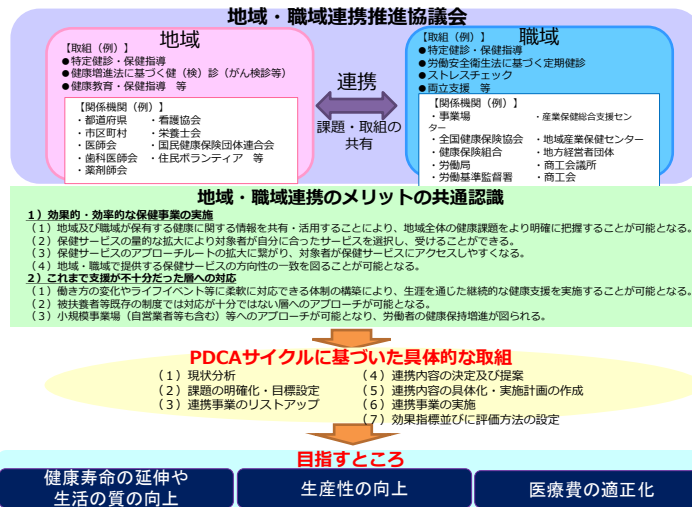 地域・職域連携推進協議会
地域
【取組（例）】
●特定健診・保健指導
●健康増進法に基づく健（検）診（がん検診等）
●健康教育・保健指導　等
【関係機関（例）】
・都道府県　・看護協会
・市区町村　・栄養士会
・医師会　・国民健康保険団体連合会
・歯科医師会　・住民ボランティア　等
・薬剤師会
連携
課題・取組の
共有
職域
【取組（例）】
●特定健診・保健指導
●労働安全衛生法に基づく定期健診
●ストレスチェック
●両立支援　等
【関係機関（例）】
・事業場　・産業保健総合支援セン
ター
・全国健康保険協会　・地域産業保健センター
・健康保険組合　・地方経営者団体
・労働局　・商工会議所
・労働基準監督署　・商工会
地域・職域連携のメリットの共通認識
１）効果的・効率的な保健事業の実施
（１）地域及び職域が保有する健康に関する情報を共有・活用することにより、地域全体の健康課題をより明確に把握することが可能となる。
（２）保健サービスの量的な拡大により対象者が自分に合ったサービスを選択し、受けることができる。
（３）保健サービスのアプローチルートの拡大に繋がり、対象者が保健サービスにアクセスしやすくなる。
（４）地域・職域で提供する保健サービスの方向性の一致を図ることが可能となる。
２）これまで支援が不十分だった層への対応
（１）働き方の変化やライフイベント等に柔軟に対応できる体制の構築により、生涯を通じた継続的な健康支援を実施することが可能となる。
（２）被扶養者等既存の制度では対応が十分ではない層へのアプローチが可能となる。
（３）小規模事業場（自営業者等も含む）等へのアプローチが可能となり、労働者の健康保持増進が図られる。
PDCAサイクルに基づいた具体的な取組
（１）現状分析
（２）課題の明確化・目標設定
（３）連携事業のリストアップ
（４）連携内容の決定及び提案
（５）連携内容の具体化・実施計画の作成
（６）連携事業の実施
（７）効果指標並びに評価方法の設定
目指すところ
健康寿命の延伸や
生活の質の向上
生産性の向上
医療費の適正化